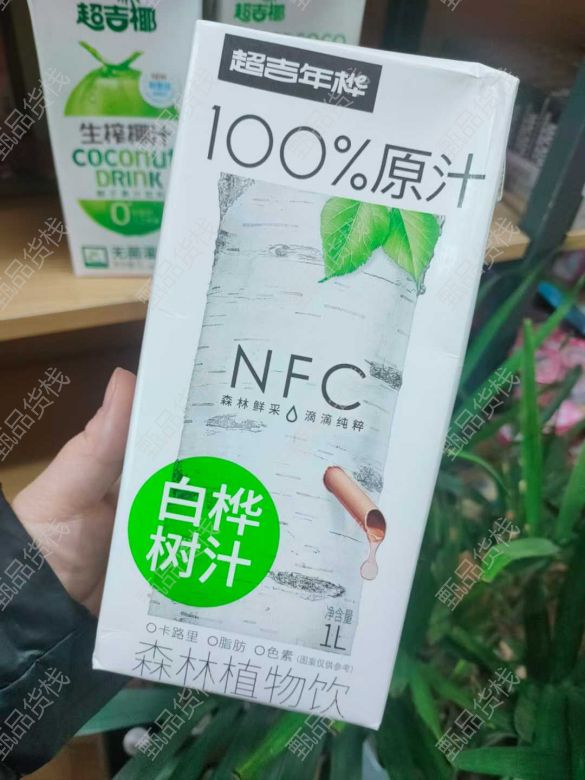 超吉椰
生榨椰汁
COCONUT
DRINK
0
超吉年桦
100%原汁
NFC
森林鲜采 滴滴纯粹
白桦
树汁
净含量
1L
0卡路里 0脂肪 0色素 (图案仅供参考)
森林植物饮
甄品货栈